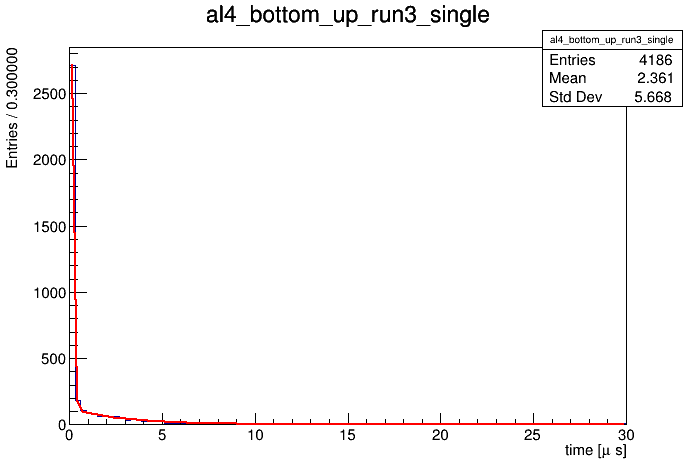 al4_bottom_up_run3_single
al4_bottom_up_run3_single
Entries 4186
Mean 2.361
Std Dev 5.668
Entries / 0.300000
2500
2000
1500
1000
500
0
0 5 10 15 20 25 30
time [μ s]